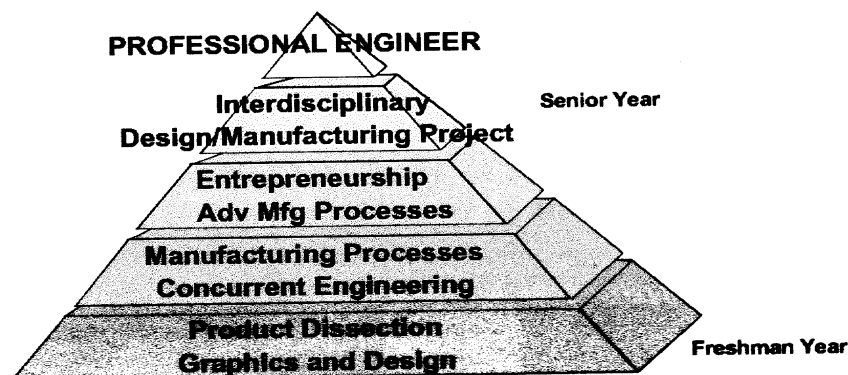 PROFESSIONAL ENGINEER
Interdisciplinary
Senior Year
Design/Manufacturing Project
Entrepreneurship
Adv Mfg Processes
Manufacturing Processes
Concurrent Engineering
Product Dissection
Freshman Year
Graphics and Design